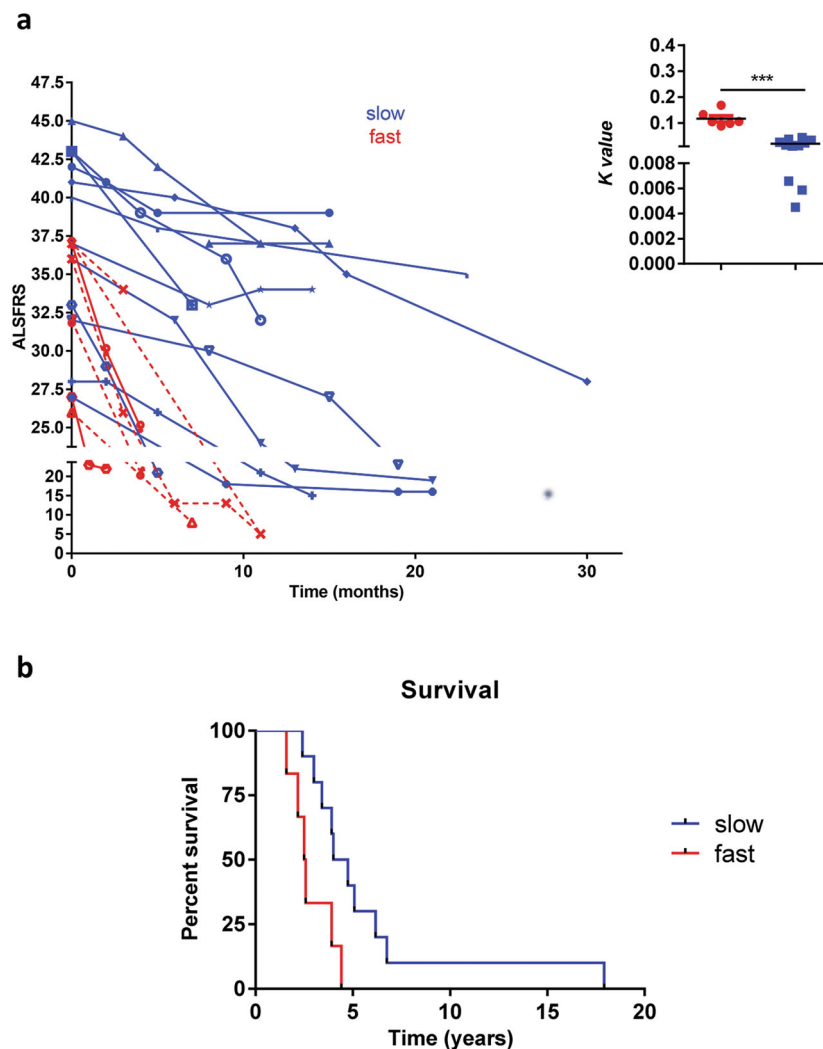 a
47.5
45.0
42.5
40.0
37.5
35.0
32.5
30.0
27.5
25.0
20
15
10
5
0
ALSFRS
slow
fast
0 10 20 30
Time (months)
0.4
0.3
0.2
0.1
0.008
0.006
0.004
0.002
0.000
K value
***
b
Survival
100
75
50
25
0
Percent survival
slow
fast
0 5 10 15 20
Time (years)